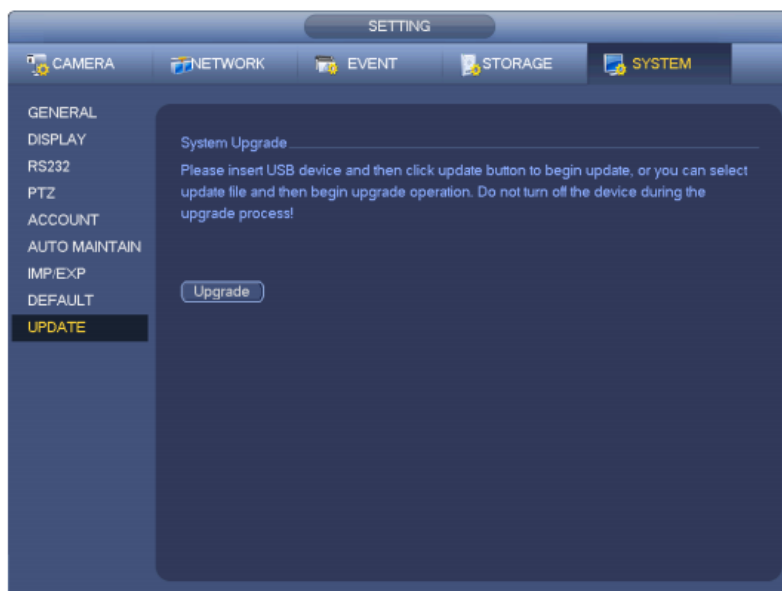 SETTING
CAMERA
NETWORK
EVENT
STORAGE
SYSTEM
GENERAL
DISPLAY
RS232
PTZ
ACCOUNT
AUTO MAINTAIN
IMP/EXP
DEFAULT
UPDATE
System Upgrade
Please insert USB device and then click update button to begin update, or you can select
update file and then begin upgrade operation. Do not turn off the device during the
upgrade process!
Upgrade